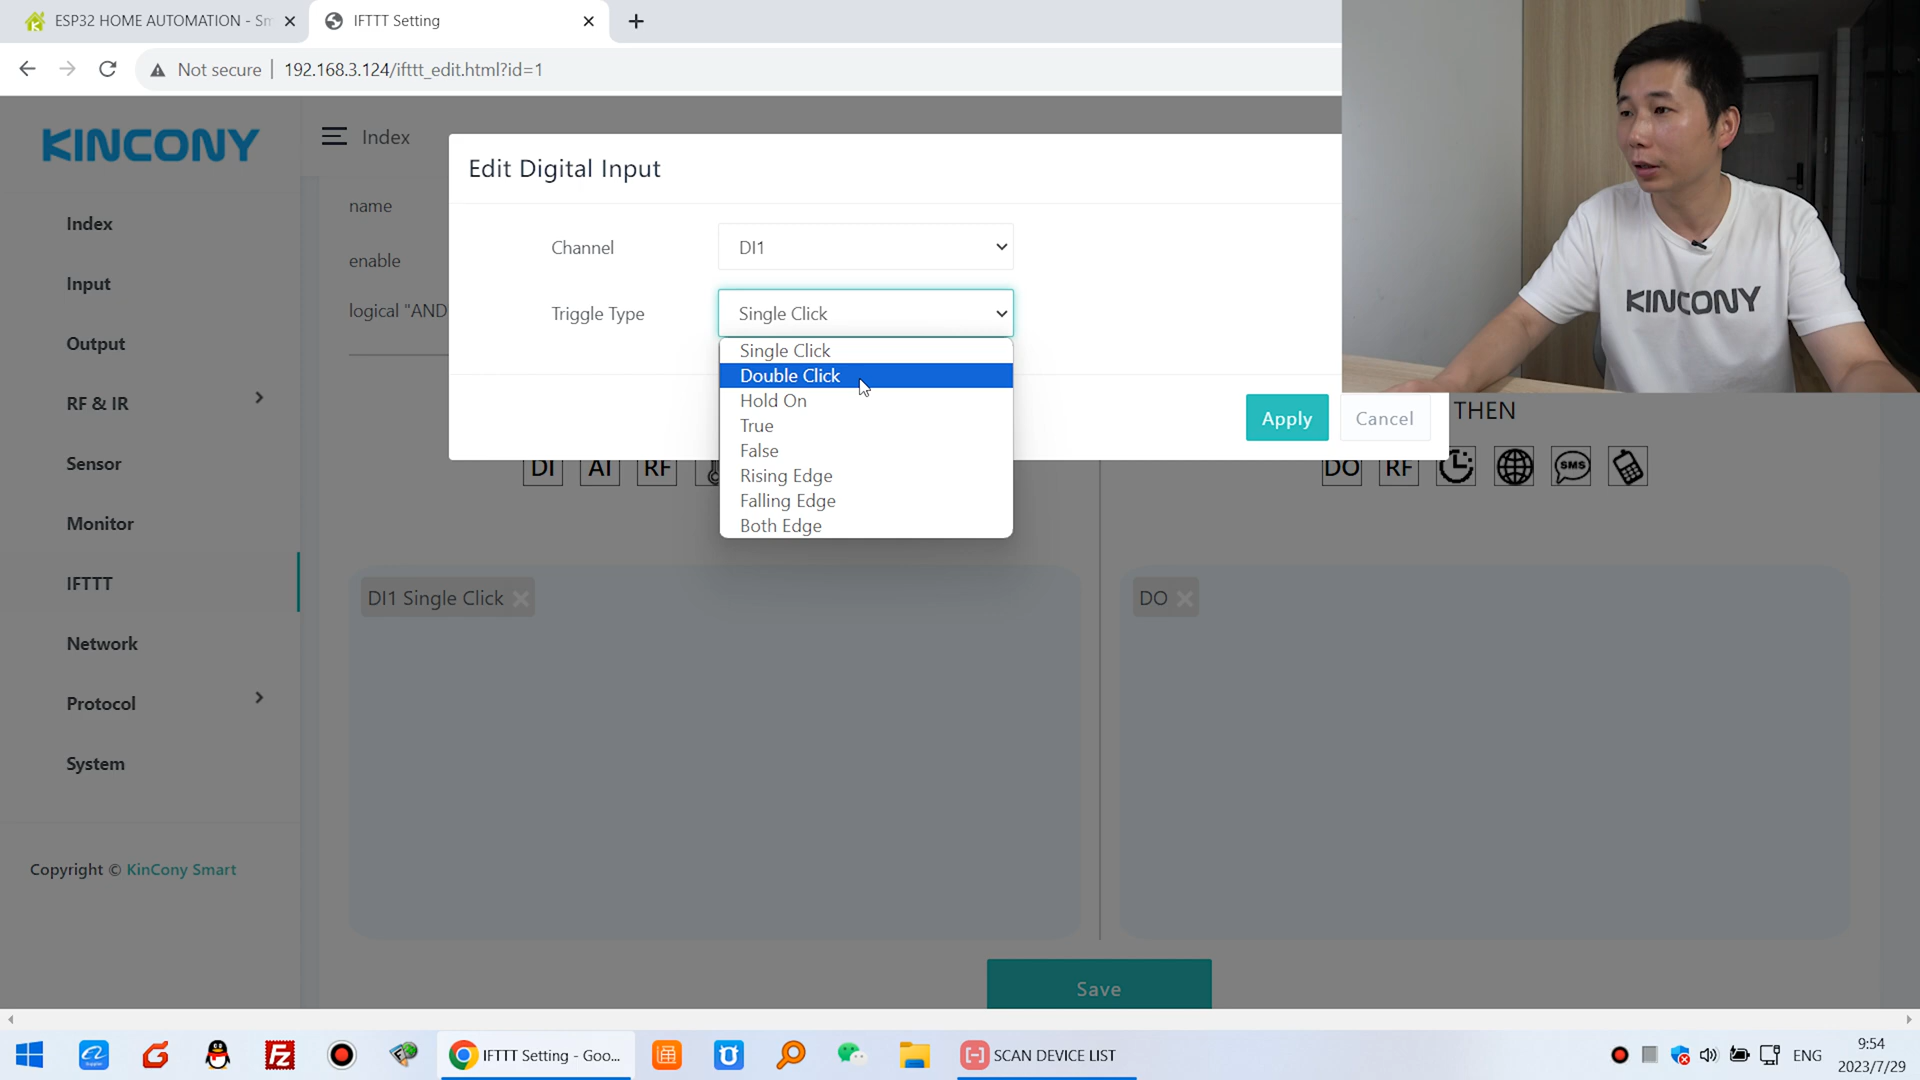 ESP32 HOME AUTOMATION - Sm
IFTTT Setting
Not secure
192.168.3.124/ifttt_edit.html?id=1
KINCONY
Index
Index
Input
Output
RF & IR
Sensor
Monitor
IFTTT
Network
Protocol
System
Copyright © KinCony Smart
name
enable
logical "AND"
Edit Digital Input
Channel
DI1
Triggle Type
Single Click
Single Click
Double Click
Hold On
True
False
Rising Edge
Falling Edge
Both Edge
Apply
Cancel
THEN
DI
AI
RF
DO
RF
SMS
DI1 Single Click
DO
Save
KINCONY
IFTTT Setting - Goo...
SCAN DEVICE LIST
ENG
9:54
2023/7/29